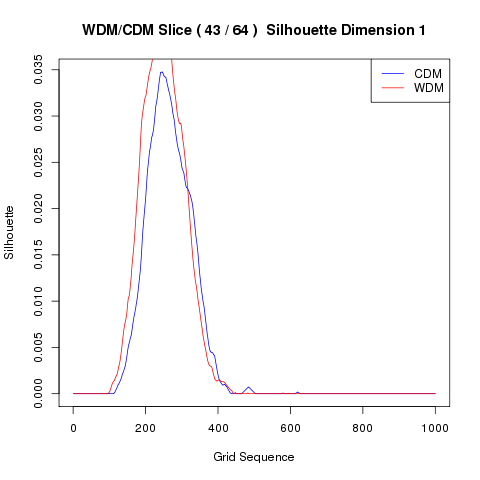 WDM/CDM Slice ( 43 / 64 )  Silhouette Dimension 1
CDM
WDM
Silhouette
0.035
0.030
0.025
0.020
0.015
0.010
0.005
0.000
0 200 400 600 800 1000
Grid Sequence